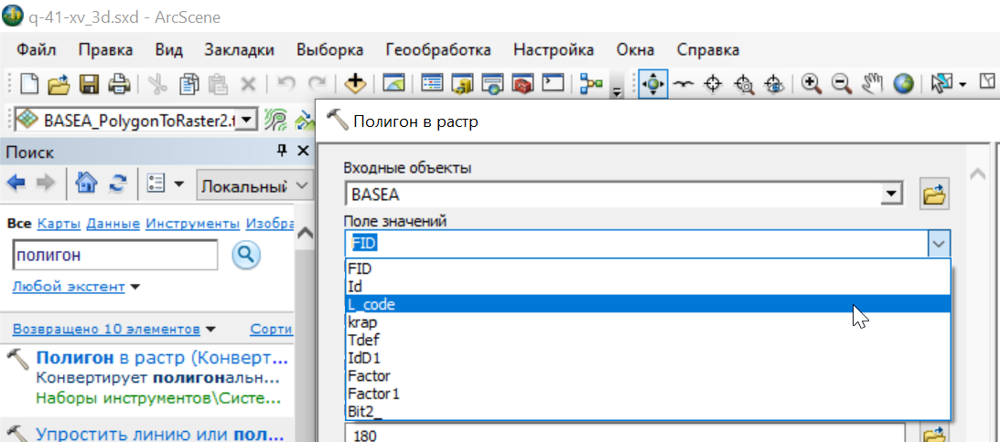 q-41-xv_3d.sxd - ArcScene
Файл Правка Вид Закладки Выборка Геообработка Настройка Окна Справка
BASEA_PolygonToRaster2.t
Полигон в растр
Поиск
Локальный
Все Карты Данные Инструменты Изобра
полигон
Любой экстент
Возвращено 10 элементов Сорти
Полигон в растр (Конверт...
Конвертирует полигональн...
Наборы инструментов\Систе...
Упростить линию или пол...
Входные объекты
BASEA
Поле значений
FID
FID
Id
L_code
krap
Tdef
IdD1
Factor
Factor1
Bit2_
180